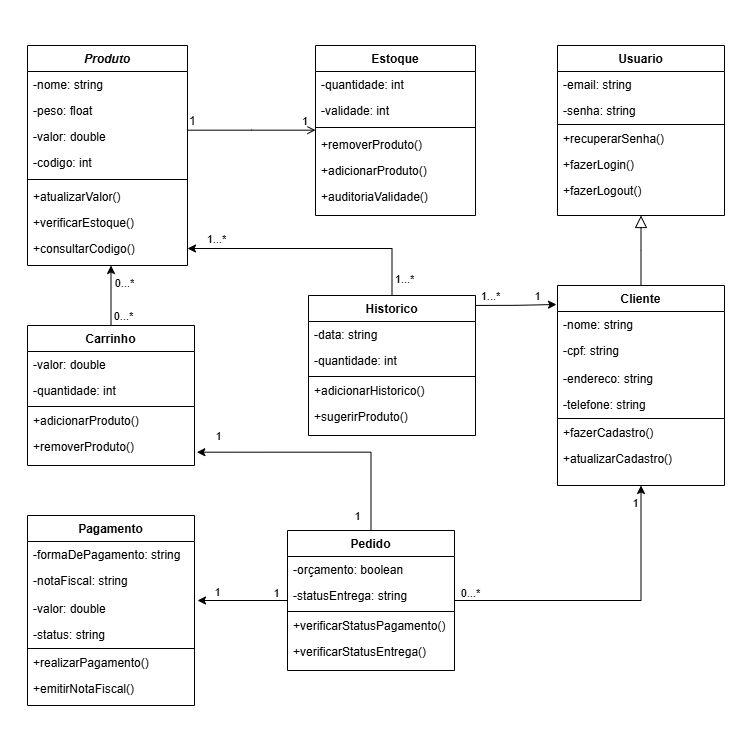 Produto
-nome: string
-peso: float
-valor: double
-codigo: int
+atualizarValor()
+verificarEstoque()
+consultarCodigo()
1
1
Estoque
-quantidade: int
-validade: int
+removerProduto()
+adicionarProduto()
+auditoriaValidade()
Usuario
-email: string
-senha: string
+recuperarSenha()
+fazerLogin()
+fazerLogout()
1...*
1...*
0...*
0...*
Carrinho
-valor: double
-quantidade: int
+adicionarProduto()
+removerProduto()
Historico
-data: string
-quantidade: int
+adicionarHistorico()
+sugerirProduto()
1...*
1
Cliente
-nome: string
-cpf: string
-endereco: string
-telefone: string
+fazerCadastro()
+atualizarCadastro()
1
1
1
Pagamento
-formaDePagamento: string
-notaFiscal: string
-valor: double
-status: string
+realizarPagamento()
+emitirNotaFiscal()
1
1
Pedido
-orçamento: boolean
-statusEntrega: string
+verificarStatusPagamento()
+verificarStatusEntrega()
0...*